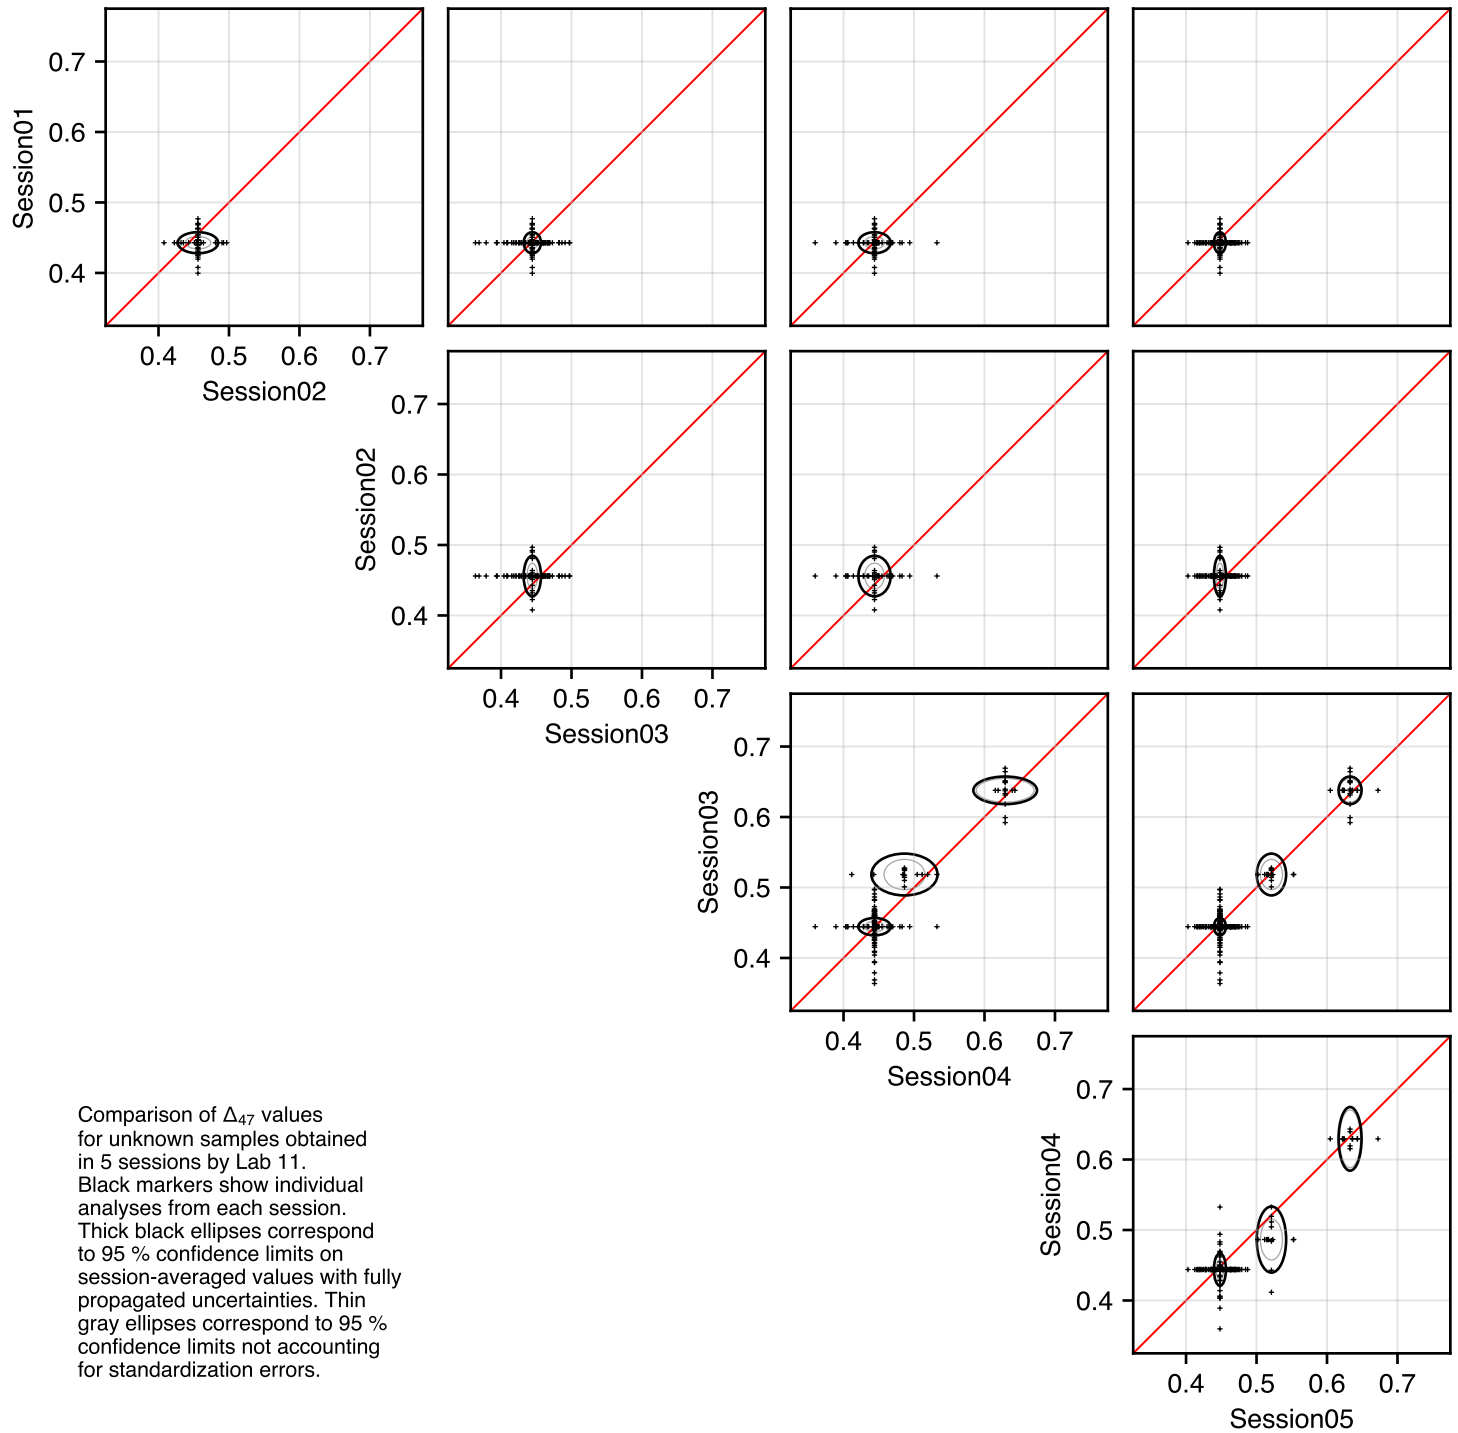 0.7
0.6
0.5
0.4
Session01
0.4 0.5 0.6 0.7
Session02
0.7
0.6
0.5
0.4
Session02
0.4 0.5 0.6 0.7
Session03
0.7
0.6
0.5
0.4
Session03
0.4 0.5 0.6 0.7
Session04
0.7
0.6
0.5
0.4
Session04
0.4 0.5 0.6 0.7
Session05
Comparison of Δ₄₇ values
for unknown samples obtained
in 5 sessions by Lab 11.
Black markers show individual
analyses from each session.
Thick black ellipses correspond
to 95 % confidence limits on
session-averaged values with fully
propagated uncertainties. Thin
gray ellipses correspond to 95 %
confidence limits not accounting
for standardization errors.